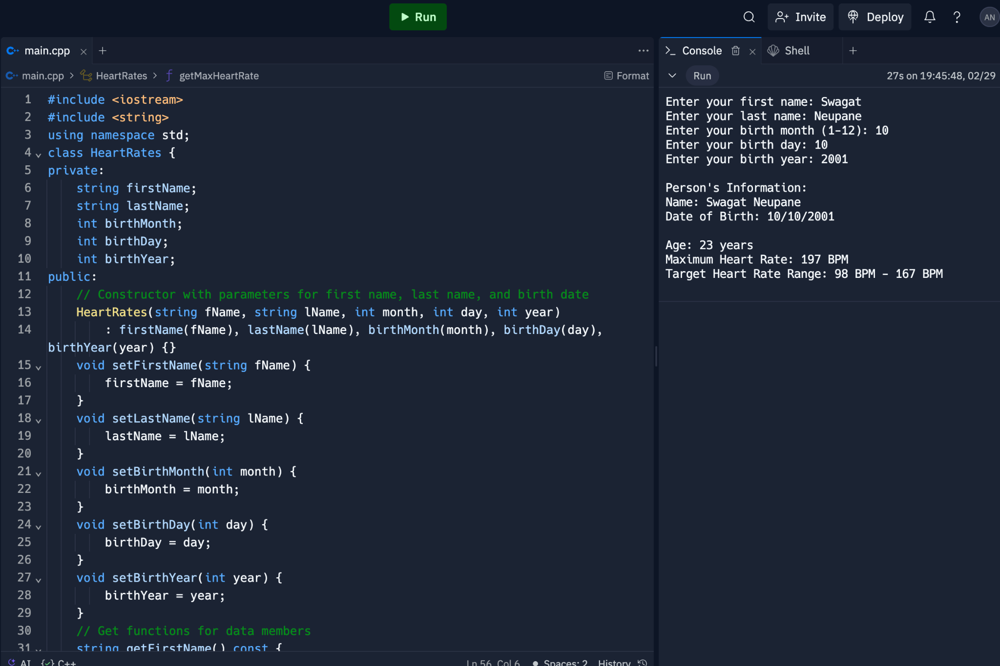 Run
Invite
Deploy
AN
main.cpp
Console
Shell
main.cpp > HeartRates > f getMaxHeartRate
Format
Run
27s on 19:45:48, 02/29
1 #include <iostream>
2 #include <string>
3 using namespace std;
4 class HeartRates {
5 private:
6 string firstName;
7 string lastName;
8 int birthMonth;
9 int birthDay;
10 int birthYear;
11 public:
12 // Constructor with parameters for first name, last name, and birth date
13 HeartRates(string fName, string lName, int month, int day, int year)
14 : firstName(fName), lastName(lName), birthMonth(month), birthDay(day),
birthYear(year) {}
15 void setFirstName(string fName) {
16 firstName = fName;
17 }
18 void setLastName(string lName) {
19 lastName = lName;
20 }
21 void setBirthMonth(int month) {
22 birthMonth = month;
23 }
24 void setBirthDay(int day) {
25 birthDay = day;
26 }
27 void setBirthYear(int year) {
28 birthYear = year;
29 }
30 // Get functions for data members
31 string getFirstName() const {
AI {} C++
Ln 56, Col 6
Spaces: 2
History
Enter your first name: Swagat
Enter your last name: Neupane
Enter your birth month (1-12): 10
Enter your birth day: 10
Enter your birth year: 2001
Person's Information:
Name: Swagat Neupane
Date of Birth: 10/10/2001
Age: 23 years
Maximum Heart Rate: 197 BPM
Target Heart Rate Range: 98 BPM - 167 BPM